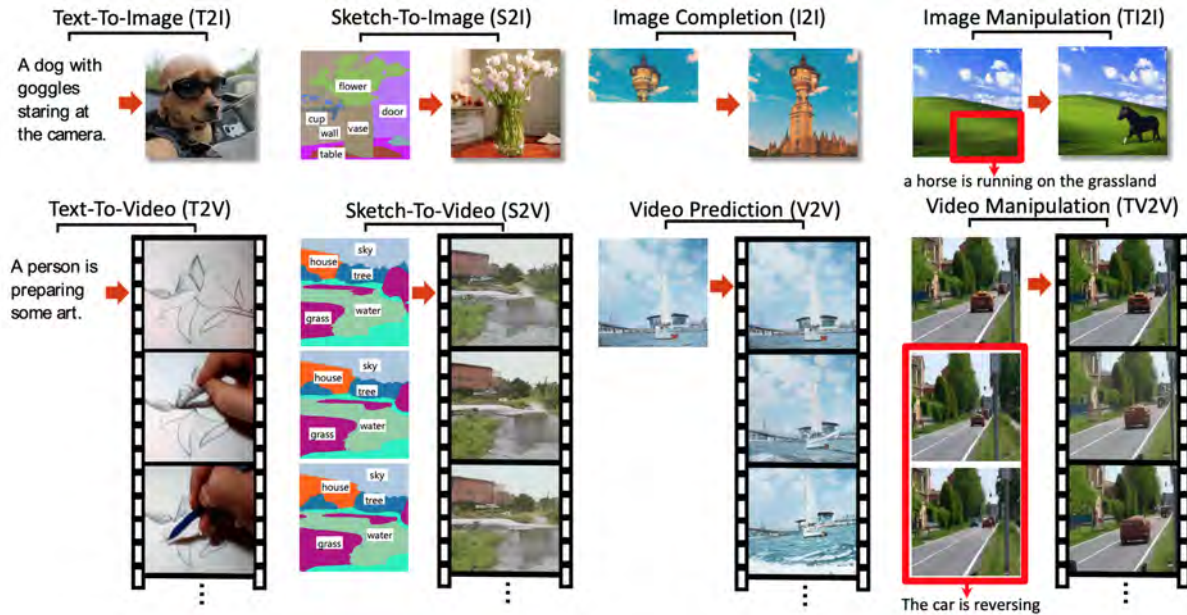 Text-To-Image (T2I)
Sketch-To-Image (S2I)
Image Completion (I2I)
Image Manipulation (TI2I)
A dog with
goggles
staring at
the camera.
flower
cup
door
wall
vase
table
a horse is running on the grassland
Text-To-Video (T2V)
Sketch-To-Video (S2V)
Video Prediction (V2V)
Video Manipulation (TV2V)
A person is
preparing
some art.
sky
house
tree
water
grass
sky
house
tree
water
grass
sky
house
tree
water
grass
The car is reversing